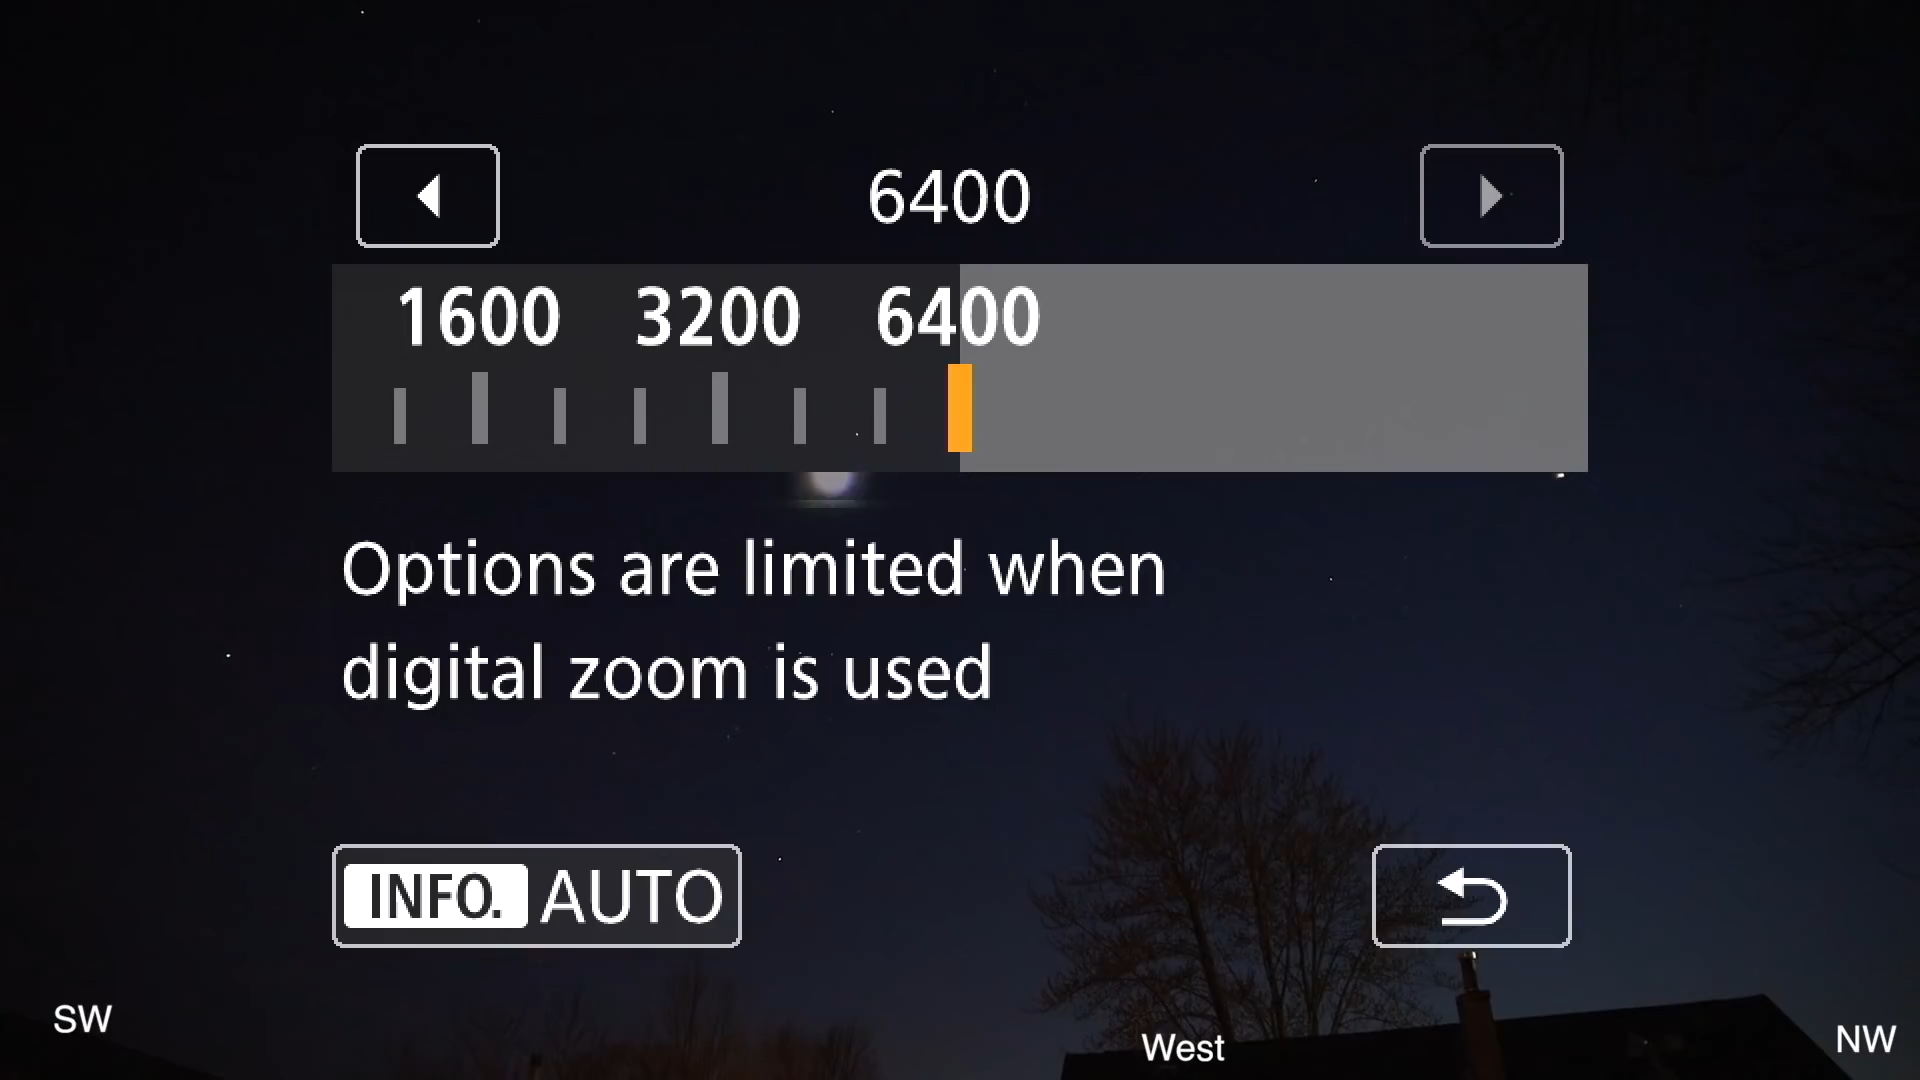 6400
1600 3200 6400
Options are limited when
digital zoom is used
INFO. AUTO
SW
West
NW